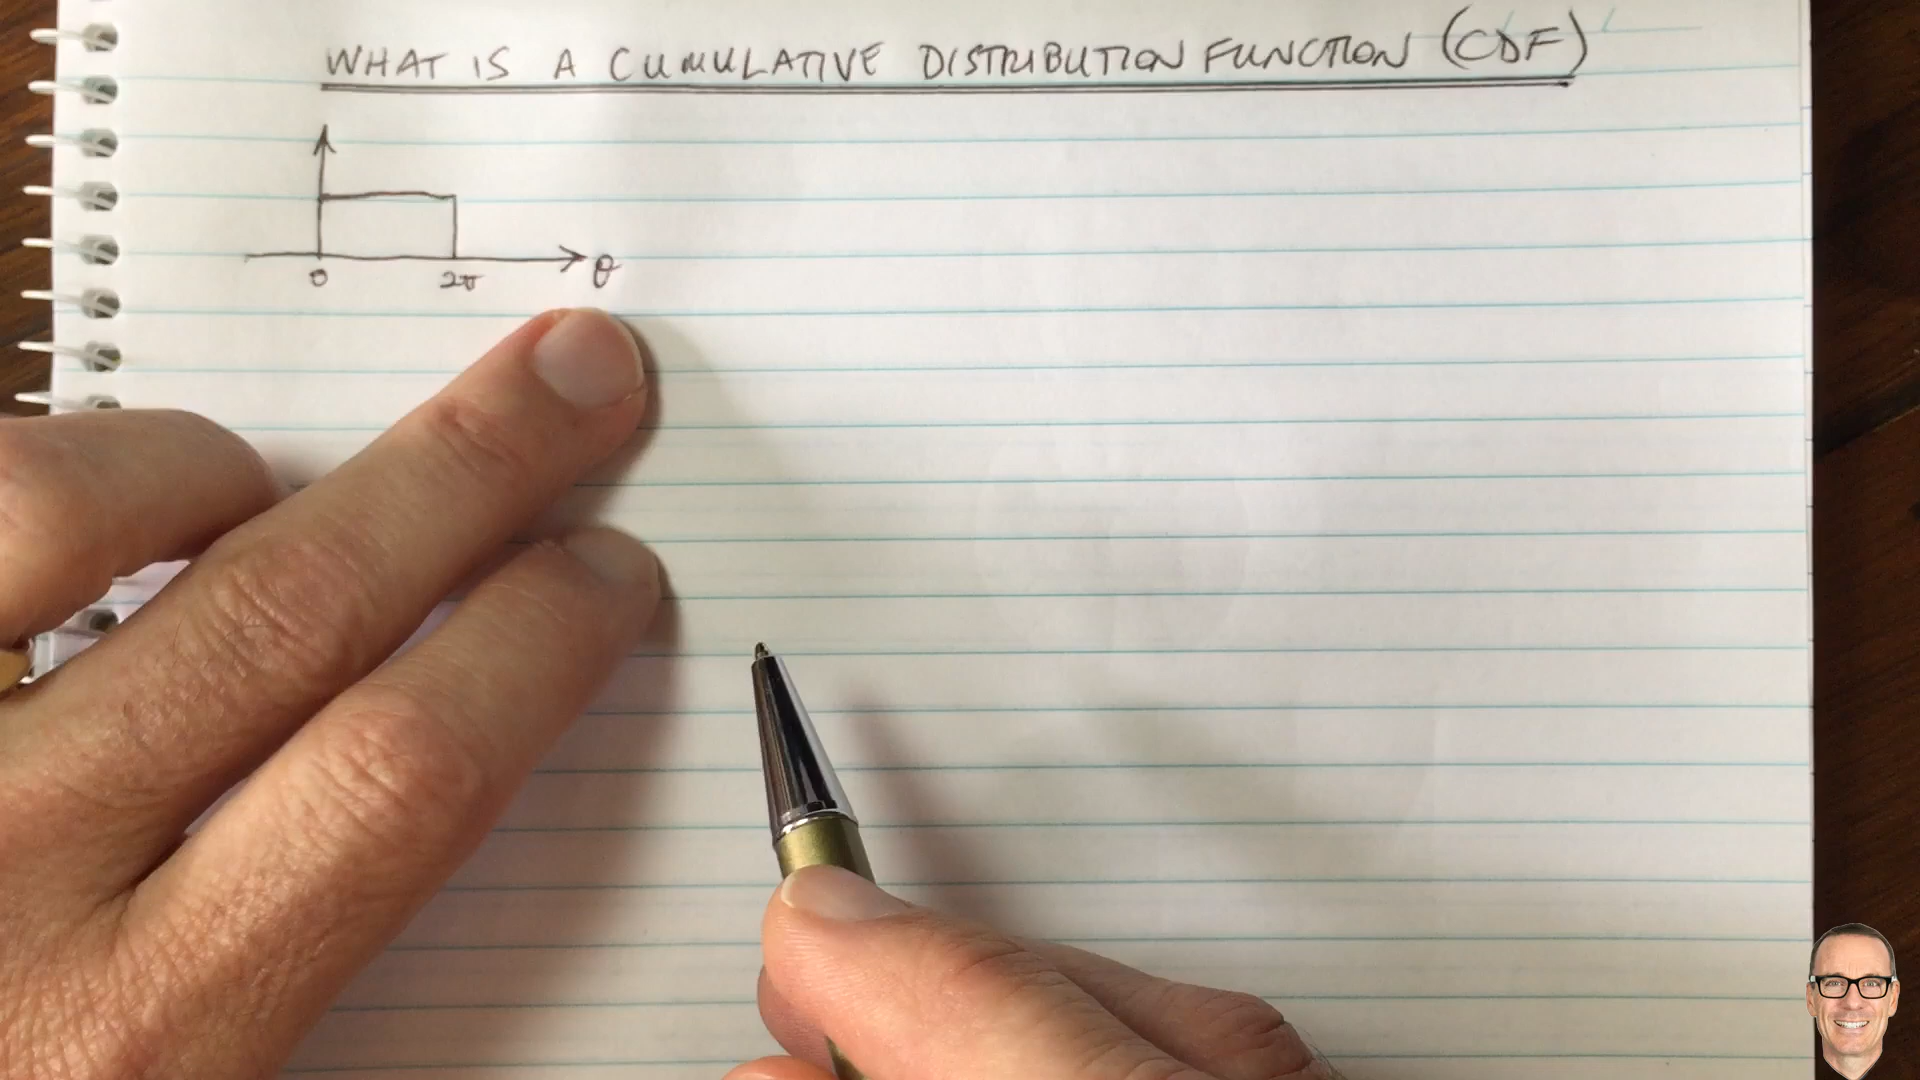 WHAT IS A CUMULATIVE DISTRIBUTION FUNCTION (CDF)
0 2π θ